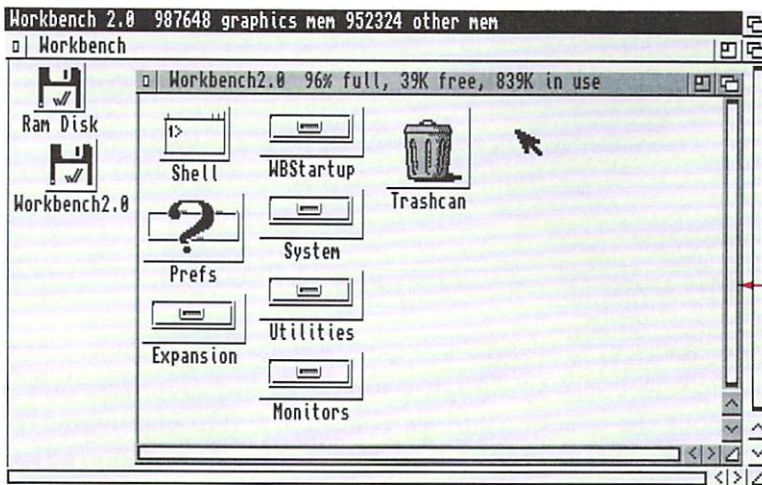 Workbench 2.0 987648 graphics mem 952324 other mem
Workbench
Workbench2.0 96% full, 39K free, 839K in use
Ram Disk
Workbench2.0
1>
Shell
WBStartup
Trashcan
Prefs
System
Expansion
Utilities
Monitors